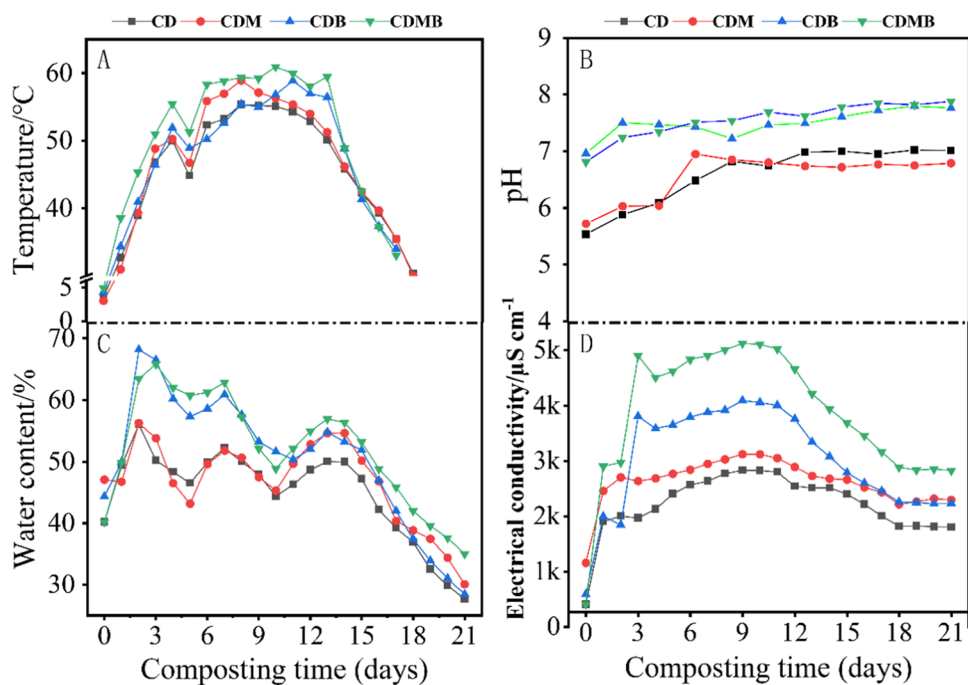 CD CDM CDB CDMB
CD CDM CDB CDMB
A
Temperature/°C
60
50
40
5
0
B
pH
9
8
7
6
5
4
C
Water content/%
70
60
50
40
30
0 3 6 9 12 15 18 21
Composting time (days)
D
Electrical conductivity/μS cm⁻¹
5k
4k
3k
2k
1k
0
0 3 6 9 12 15 18 21
Composting time (days)